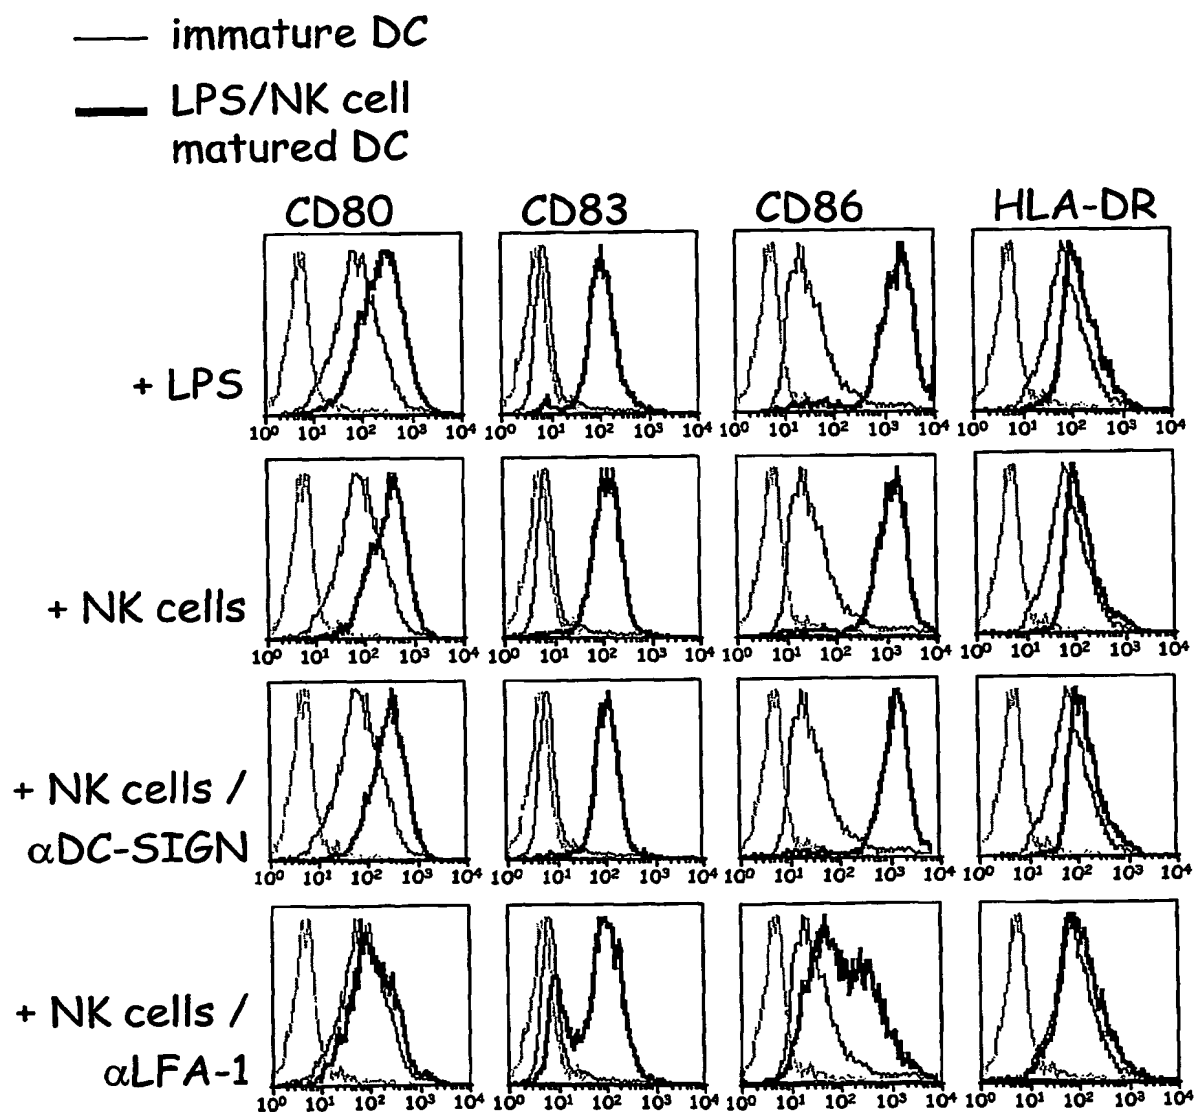 immature DC
LPS/NK cell
matured DC
CD80 CD83 CD86 HLA-DR
+ LPS
10⁰ 10¹ 10² 10³ 10⁴ 10⁰ 10¹ 10² 10³ 10⁴ 10⁰ 10¹ 10² 10³ 10⁴ 10⁰ 10¹ 10² 10³ 10⁴
+ NK cells
10⁰ 10¹ 10² 10³ 10⁴ 10⁰ 10¹ 10² 10³ 10⁴ 10⁰ 10¹ 10² 10³ 10⁴ 10⁰ 10¹ 10² 10³ 10⁴
+ NK cells /
αDC-SIGN
10⁰ 10¹ 10² 10³ 10⁴ 10⁰ 10¹ 10² 10³ 10⁴ 10⁰ 10¹ 10² 10³ 10⁴ 10⁰ 10¹ 10² 10³ 10⁴
+ NK cells /
αLFA-1
10⁰ 10¹ 10² 10³ 10⁴ 10⁰ 10¹ 10² 10³ 10⁴ 10⁰ 10¹ 10² 10³ 10⁴ 10⁰ 10¹ 10² 10³ 10⁴